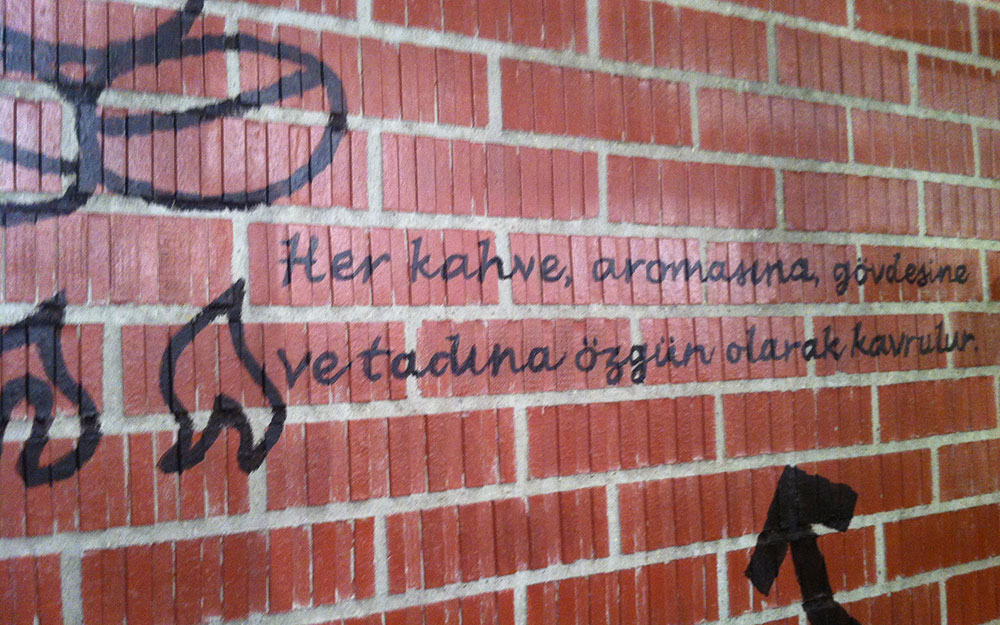 Her kahve, aromasına, gövdesine
ve tadına özgün olarak kavrulur.